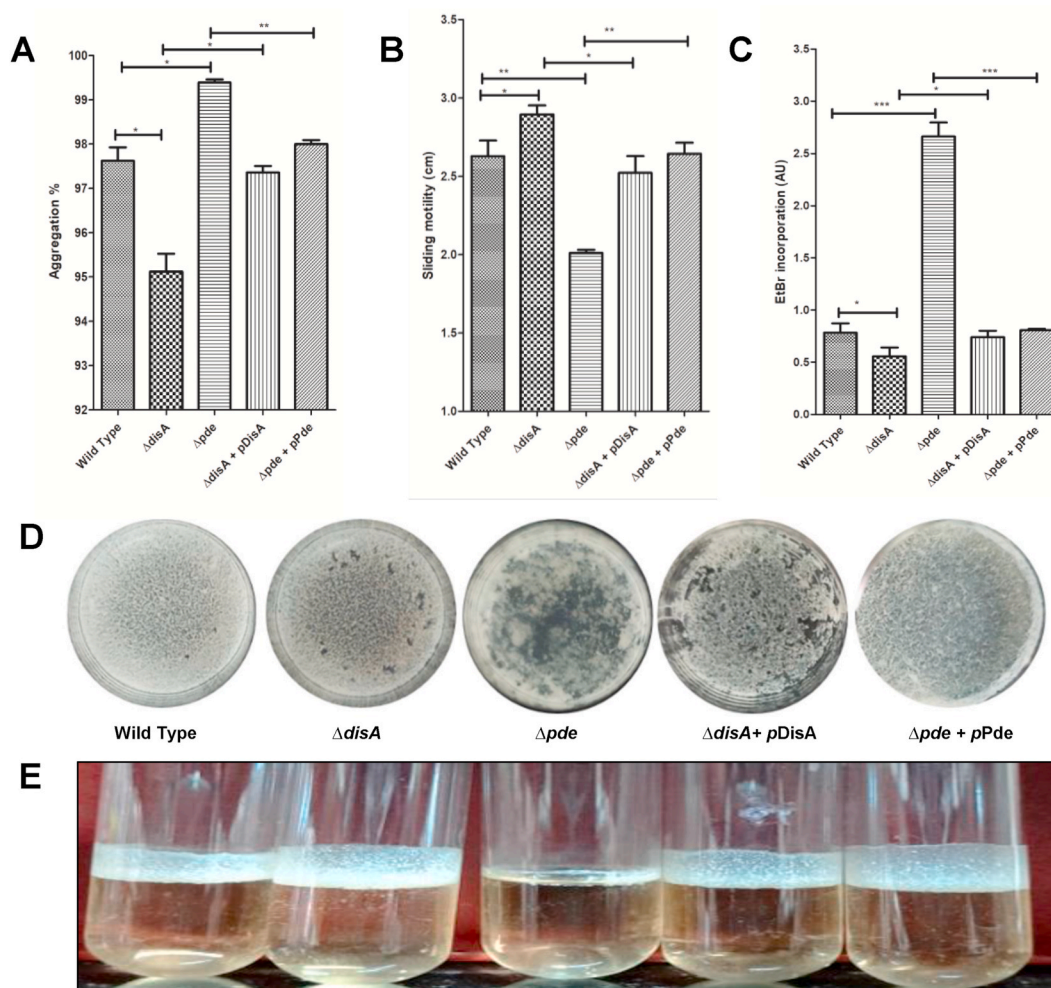 A
Aggregation %
100
99
98
97
96
95
94
93
92
*
*
*
**
Wild Type
ΔdisA
Δpde
ΔdisA + pDisA
Δpde + pPde
B
Sliding motility (cm)
3.5
3.0
2.5
2.0
1.5
1.0
**
*
**
*
Wild Type
ΔdisA
Δpde
ΔdisA + pDisA
Δpde + pPde
C
EtBr incorporation (AU)
3.5
3.0
2.5
2.0
1.5
1.0
0.5
0.0
***
*
***
*
Wild Type
ΔdisA
Δpde
ΔdisA + pDisA
Δpde + pPde
D
Wild Type
ΔdisA
Δpde
ΔdisA+ pDisA
Δpde + pPde
E